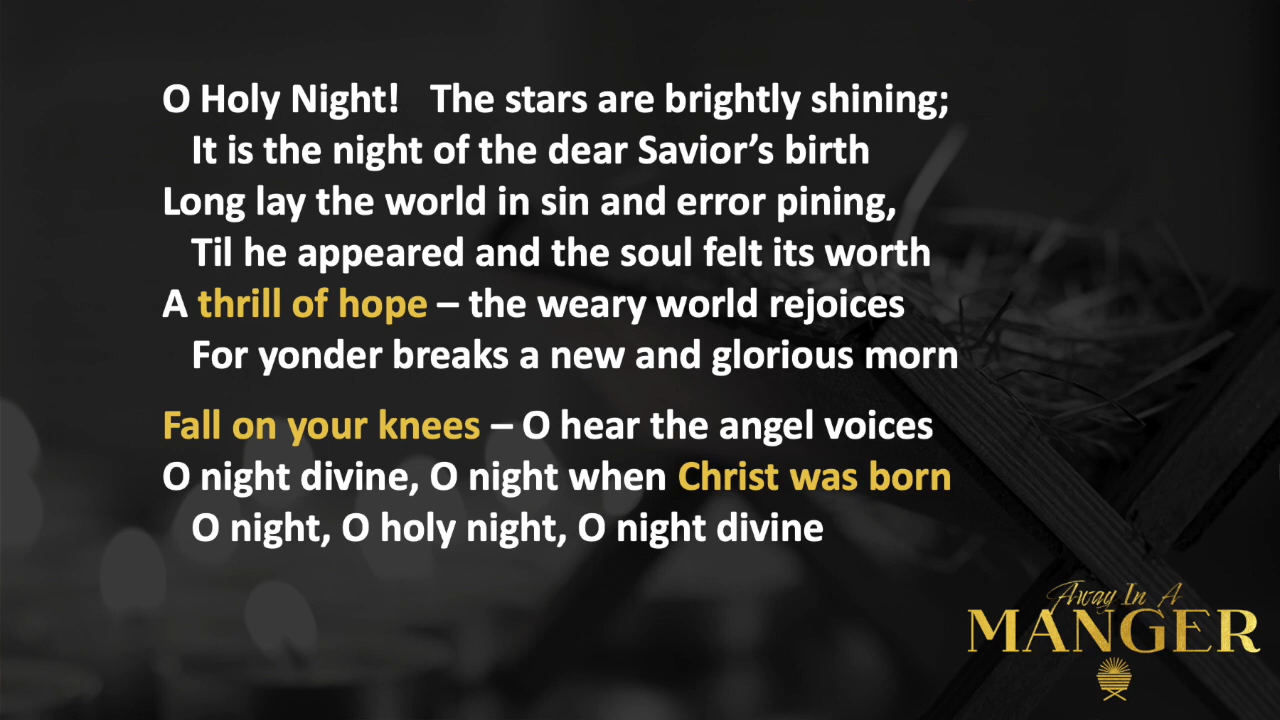 O Holy Night! The stars are brightly shining;
It is the night of the dear Savior’s birth
Long lay the world in sin and error pining,
Til he appeared and the soul felt its worth
A thrill of hope – the weary world rejoices
For yonder breaks a new and glorious morn
Fall on your knees – O hear the angel voices
O night divine, O night when Christ was born
O night, O holy night, O night divine
Away In A
MANGER